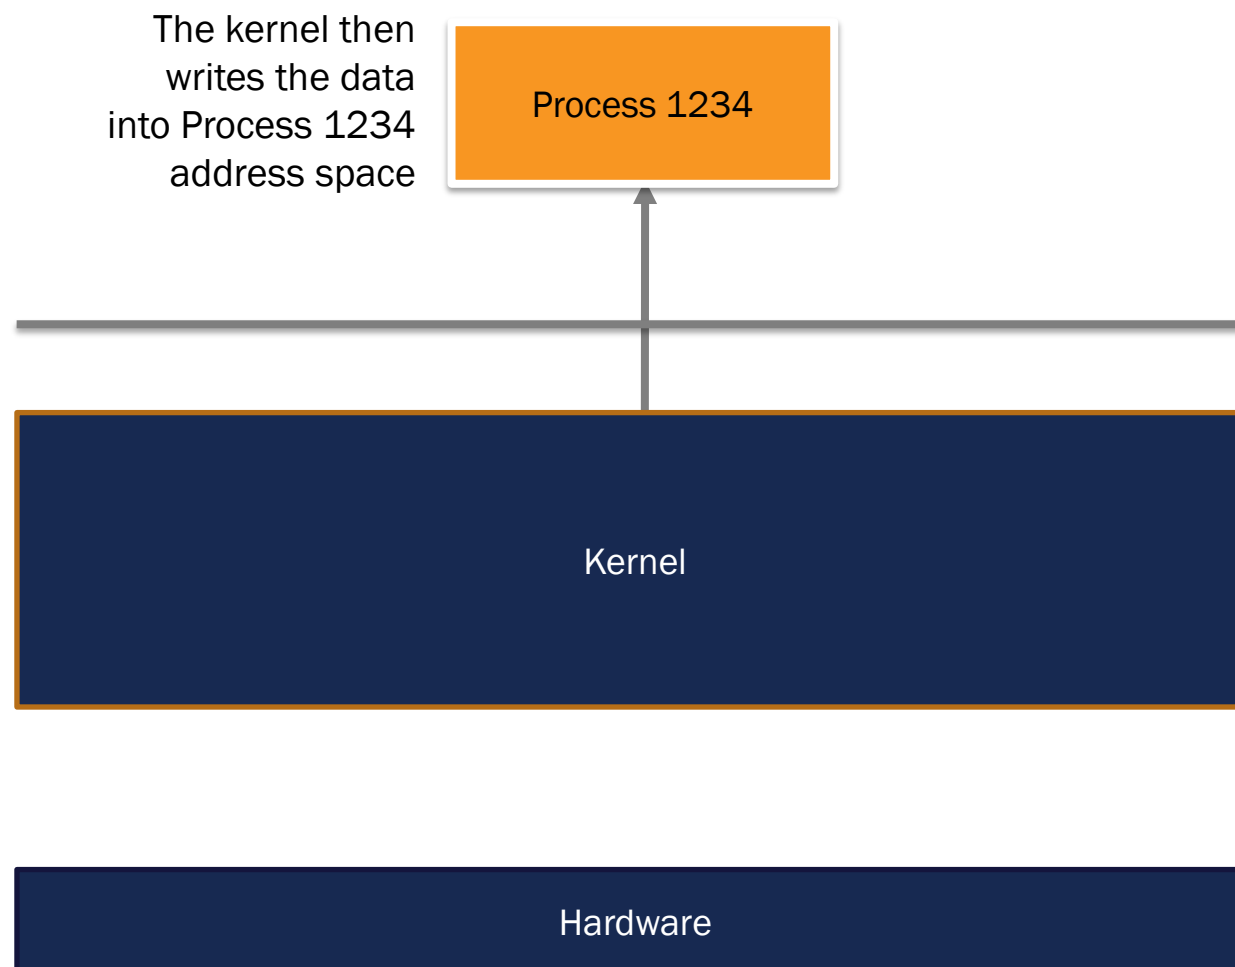 The kernel then
writes the data
into Process 1234
address space
Process 1234
Kernel
Hardware